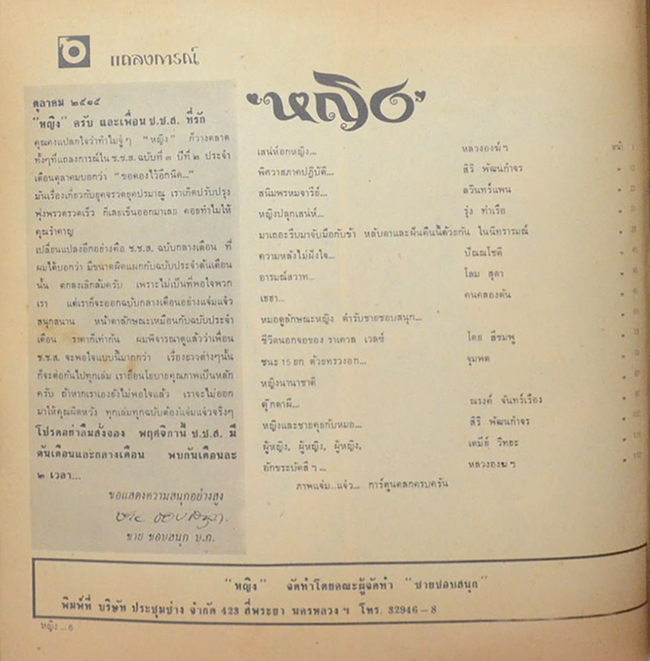 ๖ แถลงการณ์
ตุลาคม ๒๕๑๕
"หญิง" ครับ และเพื่อน ช.ช.ส. ที่รัก
คุณคงแปลกใจว่าทำไมจู่ๆ "หญิง" ก็วางตลาด
ทั้งๆที่แถลงการณ์ใน ช.ช.ส. ฉบับที่ ๓ ปีที่ ๒ ประจำ
เดือนตุลาคมบอกว่า "ขอดองไว้อีกนิด..."
มันเรื่องเกี่ยวกับยุคจรวดยุคปรมาณู เราเกิดปรับปรุง
พุ่งพรวดรวดเร็ว ก็เลยเข็นออกมาเลย คอยทำไมให้
คุณรำคาญ
เปลี่ยนแปลงอีกอย่างคือ ช.ช.ส. ฉบับกลางเดือน ที่
ผมได้บอกว่า มีขนาดผิดแผกกับฉบับประจำต้นเดือน
นั้น ตกลงเลิกล้มครับ เพราะไม่เป็นที่พอใจพวก
เรา แต่เราก็จะออกฉบับกลางเดือนอย่างแจ่มแจ๋ว
สนุกสนาน หน้าตาลักษณะเหมือนกับฉบับประจำ
เดือน ราคาก็เท่ากัน ผมพิจารณาดูแล้วว่าเพื่อน
ช.ช.ส. จะพอใจแบบนี้มากกว่า เรื่องยาวต่างๆนั้น
ก็จะต่อกันไปทุกเล่ม เราถือนโยบายคุณภาพเป็นหลัก
ครับ ถ้าหากเราเองยังไม่พอใจแล้ว เราจะไม่ออก
มาให้คุณผิดหวัง ทุกเล่มทุกฉบับต้องแจ่มแจ๋วจริงๆ
โปรดอย่าลืมสั่งจอง พฤศจิกานี้ ช.ช.ส. มี
ต้นเดือนและกลางเดือน พบกันเดือนละ
๒ เวลา...
ขอแสดงความสนุกอย่างสูง
ชาย ชอบสนุก บ.ก.
หญิง
หน้า
เสน่ห์อกหญิง... หลวงองฆ์ฯ
พิศวาสภาคปฏิบัติ... สิริ พัฒนกำจร
สนิมพรหมจารีย์... ลวินทร์แพน
หญิงปลุกเสน่ห์... รุ่ง ท่าเรือ
มาเถอะรีบมาจับมือกับข้า หลับตาและฝันคืนนี้ด้วยกัน ในนิทรารมณ์
ความหลังไม่ฝังใจ... ปัณณโชติ
อารมณ์สวาท... โลม สุดา
เธอา... คนคลองตัน
หมอดูลักษณะหญิง ตำรับชายชอบสนุก...
ชีวิตนอกจอของ ราเควล เวลช์ โดย สีชมพู
ชนะ 15 ยก ด้วยทรวงอก... จุมพต
หญิงนานาชาติ
ตุ๊กตาผี... ณรงค์ จันทร์เรือง
หญิงและชายคุยกับหมอ... สิริ พัฒนกำจร
ผู้หญิง, ผู้หญิง, ผู้หญิง, เตมีย์ วิทยะ
อักขระบัดสีฯ... หลวงองฆ์ฯ
ภาพแจ่ม...แจ๋ว... การ์ตูนตลกครบครัน
"หญิง" จัดทำโดยคณะผู้จัดทำ "ชายชอบสนุก"
พิมพ์ที่ บริษัท ประชุมช่าง จำกัด 423 สี่พระยา นครหลวงฯ โทร. 32946-8
หญิง...6